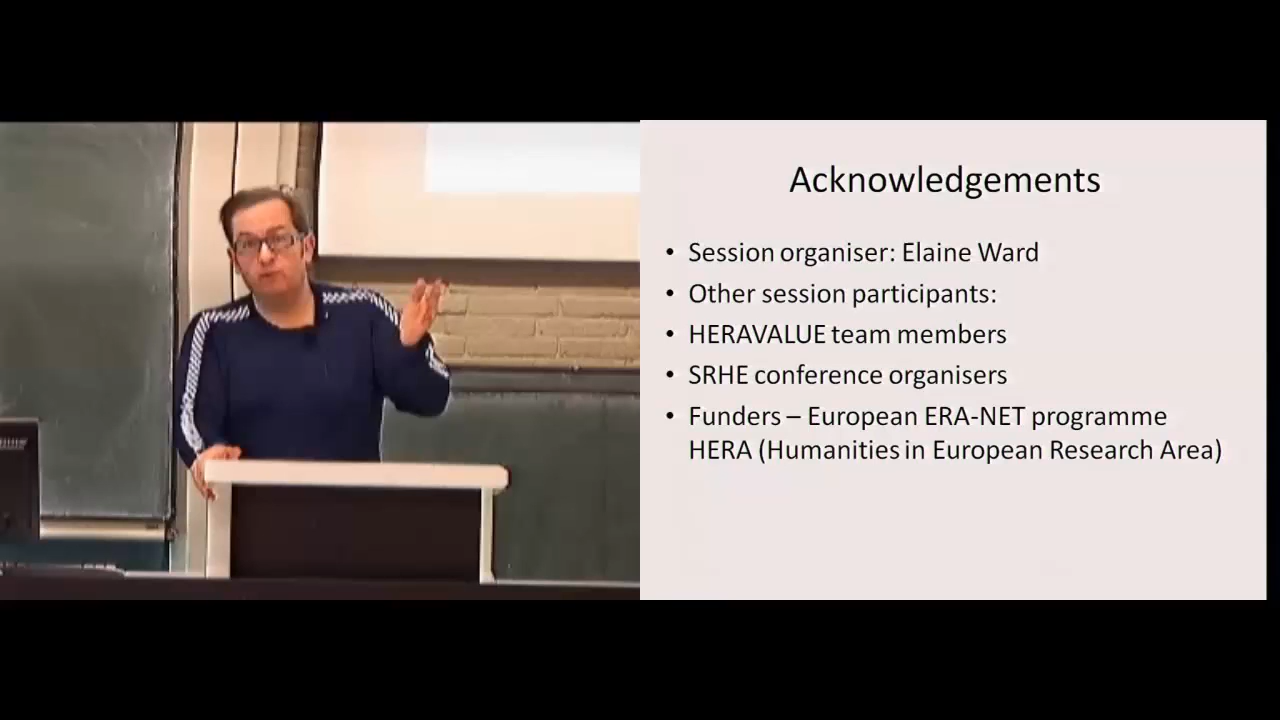 Acknowledgements
• Session organiser: Elaine Ward
• Other session participants:
• HERAVALUE team members
• SRHE conference organisers
• Funders – European ERA-NET programme
HERA (Humanities in European Research Area)